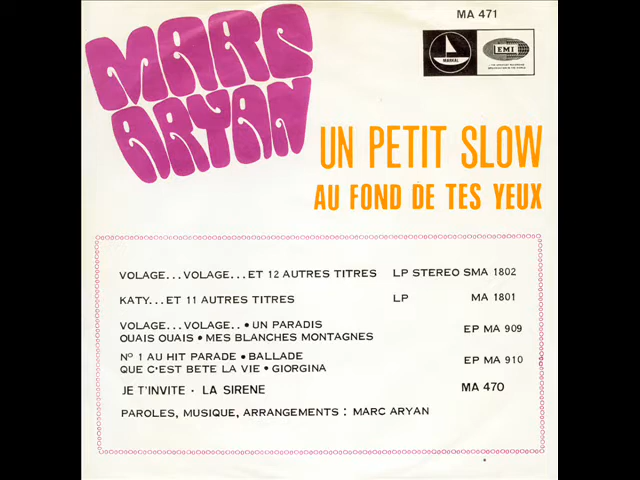 MA 471
MARC
ARYAN
MARKAL
EMI
UN PETIT SLOW
AU FOND DE TES YEUX
VOLAGE...VOLAGE...ET 12 AUTRES TITRES LP STEREO SMA 1802
KATY...ET 11 AUTRES TITRES LP MA 1801
VOLAGE...VOLAGE.. • UN PARADIS
OUAIS OUAIS • MES BLANCHES MONTAGNES EP MA 909
Nº 1 AU HIT PARADE • BALLADE
QUE C'EST BETE LA VIE • GIORGINA EP MA 910
JE T'INVITE · LA SIRENE MA 470
PAROLES, MUSIQUE, ARRANGEMENTS : MARC ARYAN